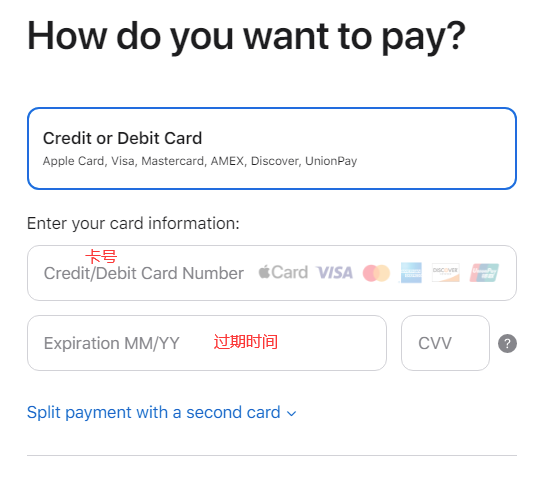 How do you want to pay?
Credit or Debit Card
Apple Card, Visa, Mastercard, AMEX, Discover, UnionPay
Enter your card information:
卡号
Credit/Debit Card Number Card VISA DISCOVER UnionPay
Expiration MM/YY 过期时间 CVV ?
Split payment with a second card